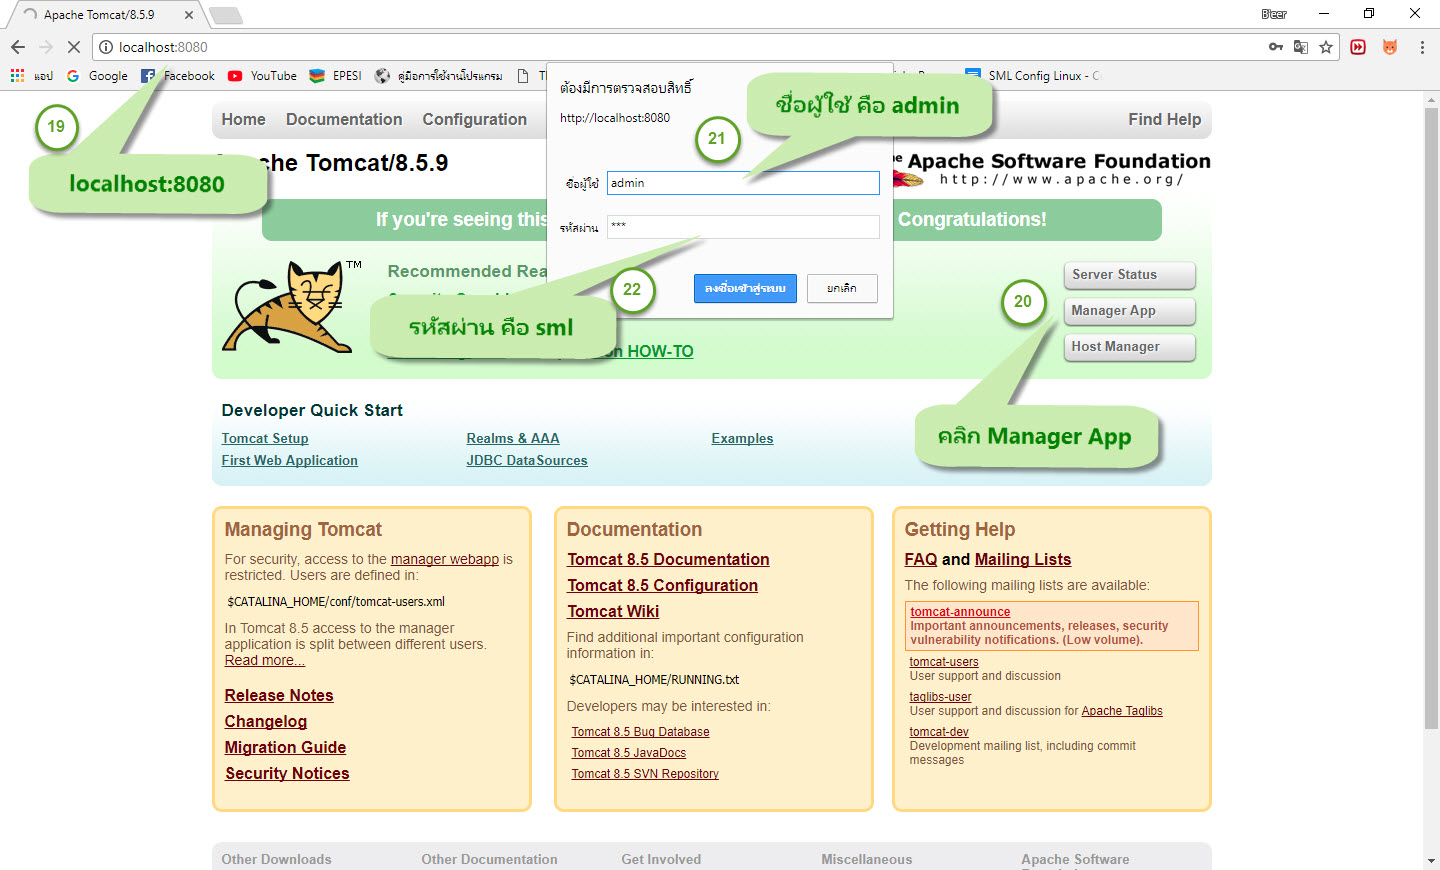 Apache Tomcat/8.5.9
B'eer
localhost:8080
แอป
Google
Facebook
YouTube
EPESI
คู่มือการใช้งานโปรแกรม
SML Config Linux - C
19
localhost:8080
Home
Documentation
Configuration
Find Help
che Tomcat/8.5.9
Apache Software Foundation
http://www.apache.org/
ต้องมีการตรวจสอบสิทธิ์
http://localhost:8080
21
ชื่อผู้ใช้ คือ admin
ชื่อผู้ใช้
admin
รหัสผ่าน
***
22
รหัสผ่าน คือ sml
ลงชื่อเข้าสู่ระบบ
ยกเลิก
If you're seeing this
Congratulations!
TM
Recommended Rea
on HOW-TO
Server Status
20
Manager App
Host Manager
คลิก Manager App
Developer Quick Start
Tomcat Setup
Realms & AAA
Examples
First Web Application
JDBC DataSources
Managing Tomcat
For security, access to the manager webapp is
restricted. Users are defined in:
$CATALINA_HOME/conf/tomcat-users.xml
In Tomcat 8.5 access to the manager
application is split between different users.
Read more...
Release Notes
Changelog
Migration Guide
Security Notices
Documentation
Tomcat 8.5 Documentation
Tomcat 8.5 Configuration
Tomcat Wiki
Find additional important configuration
information in:
$CATALINA_HOME/RUNNING.txt
Developers may be interested in:
Tomcat 8.5 Bug Database
Tomcat 8.5 JavaDocs
Tomcat 8.5 SVN Repository
Getting Help
FAQ and Mailing Lists
The following mailing lists are available:
tomcat-announce
Important announcements, releases, security
vulnerability notifications. (Low volume).
tomcat-users
User support and discussion
taglibs-user
User support and discussion for Apache Taglibs
tomcat-dev
Development mailing list, including commit
messages
Other Downloads
Other Documentation
Get Involved
Miscellaneous
Apache Software